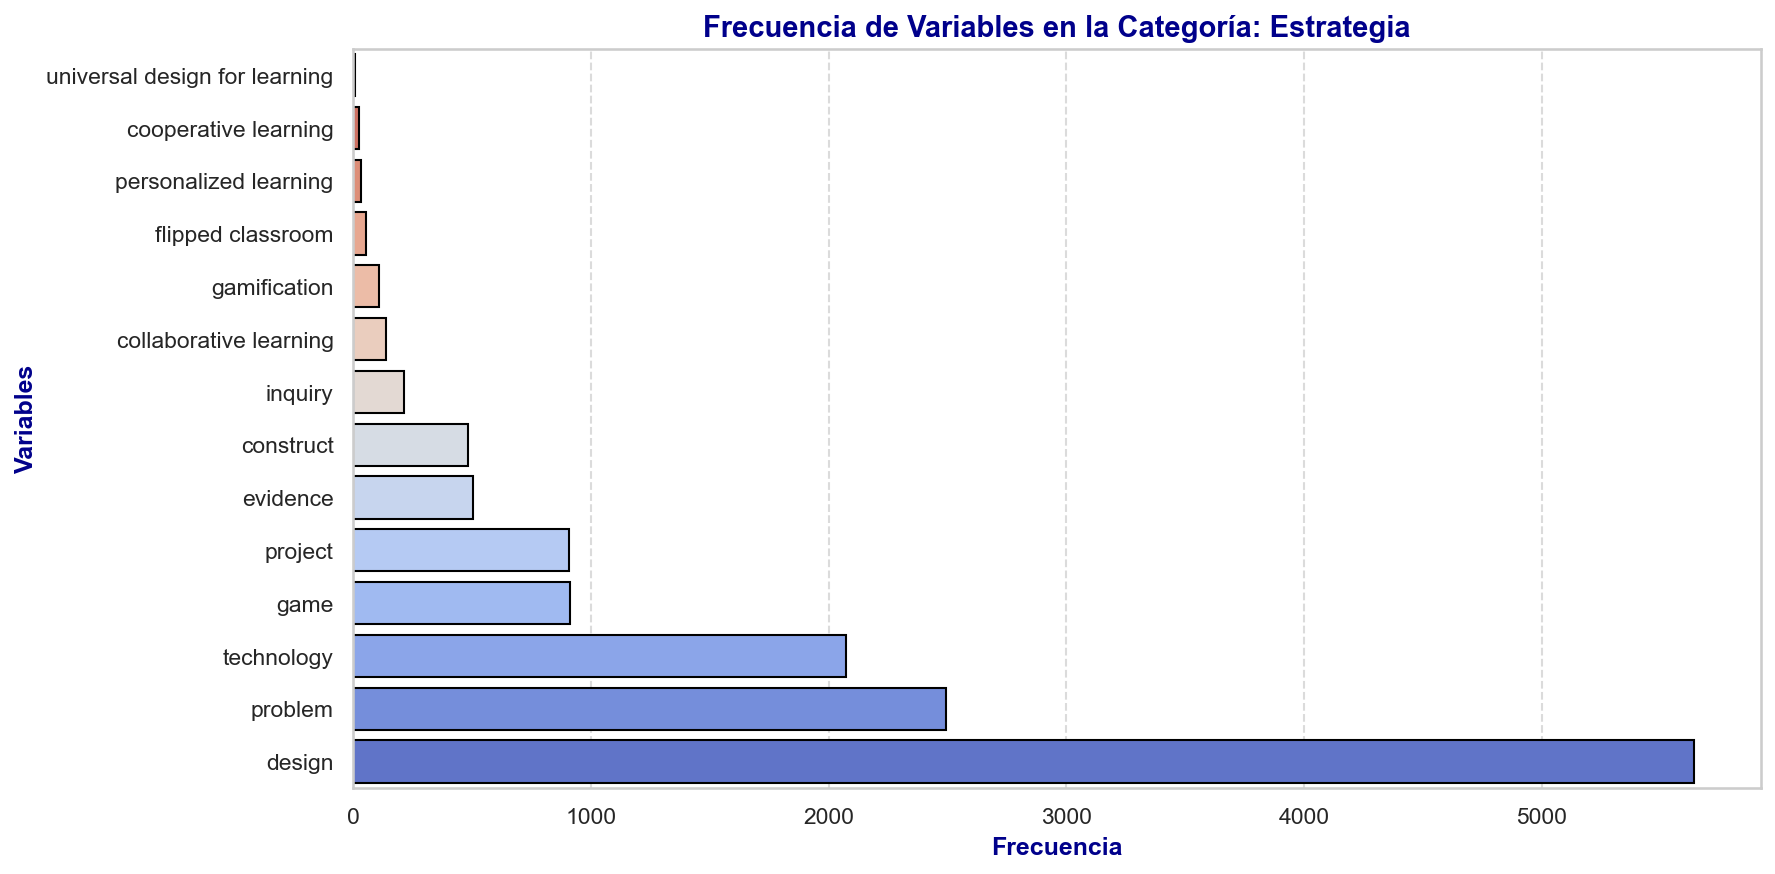 Frecuencia de Variables en la Categoría: Estrategia
universal design for learning
cooperative learning
personalized learning
flipped classroom
gamification
collaborative learning
inquiry
construct
evidence
project
game
technology
problem
design
Variables
0 1000 2000 3000 4000 5000
Frecuencia